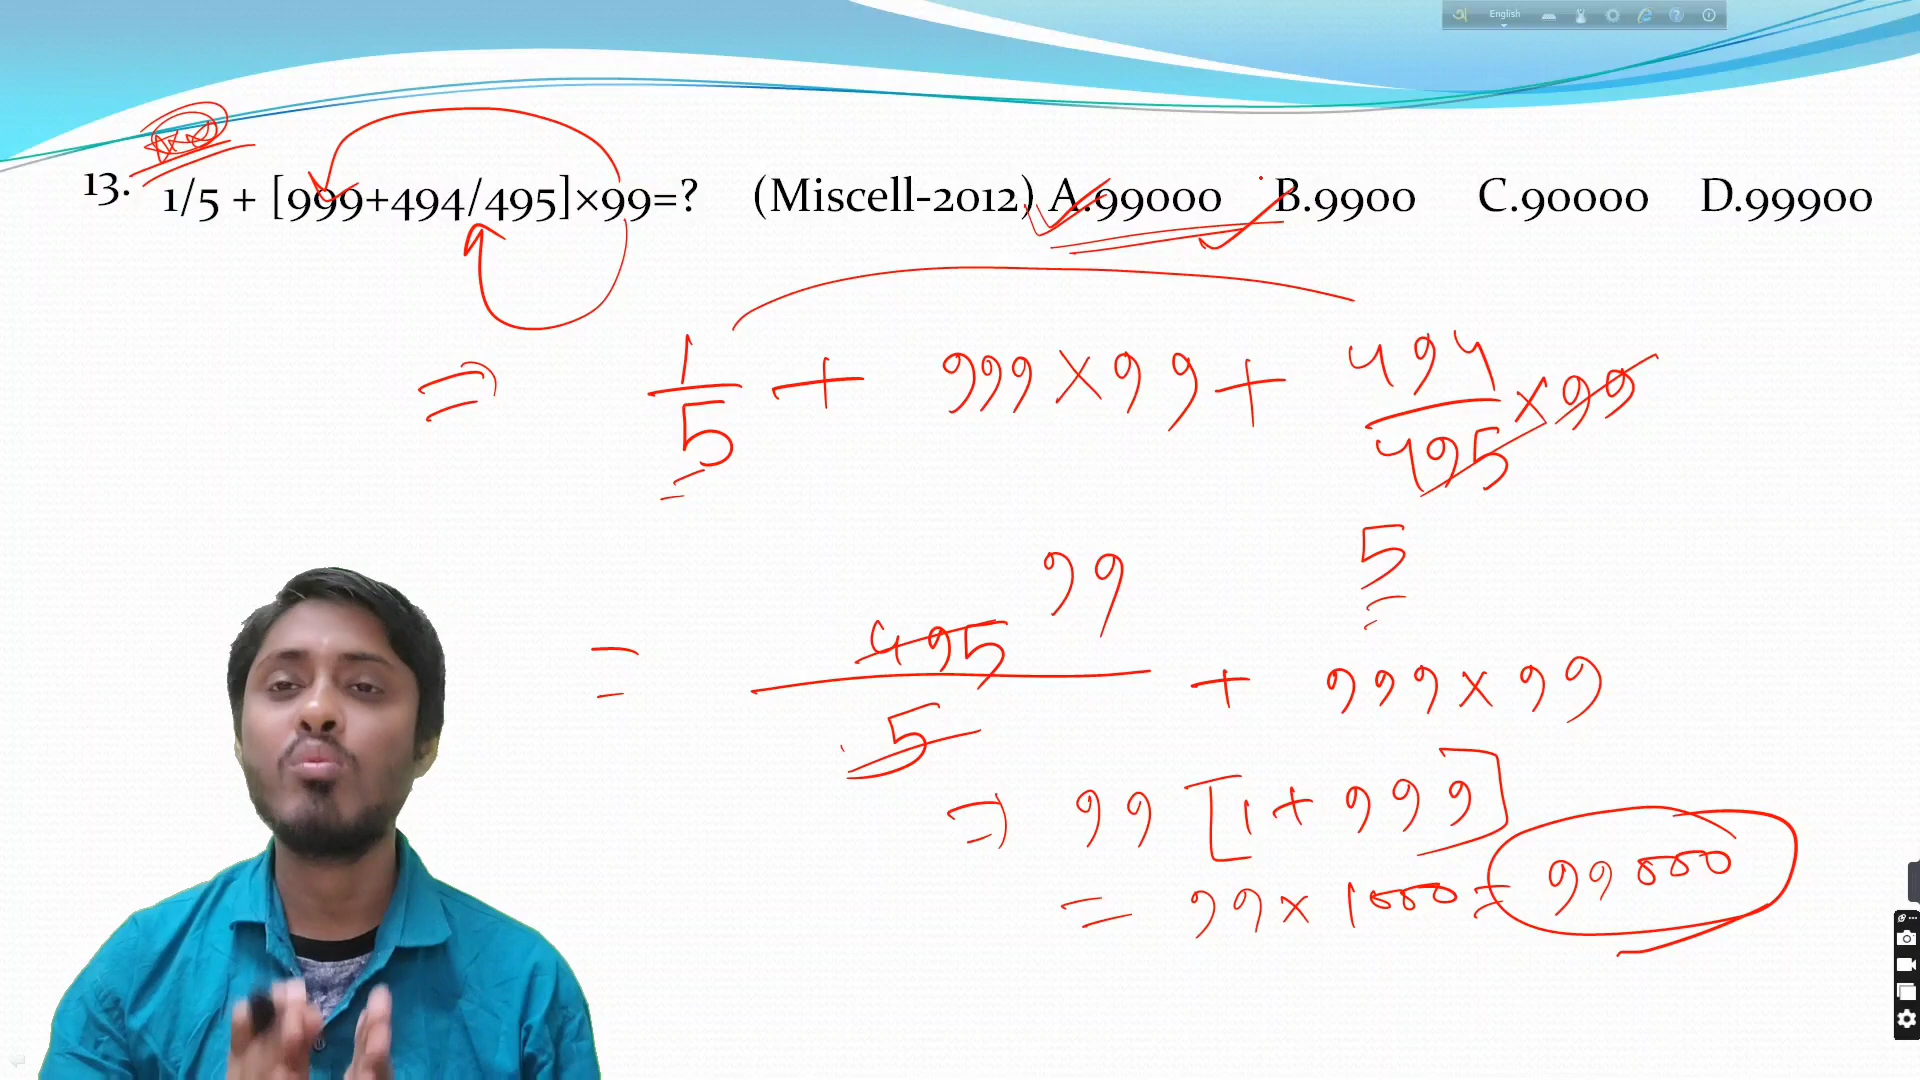 English
13. 1/5 + [999+494/495]×99=? (Miscell-2012) A.99000 B.9900 C.90000 D.99900
⇒ 1/5 + 999×99 + 494/495 ×99
5
= 495/5 99 + 999×99
⇒ 99 [1+999]
= 99 × 1000 = 99000